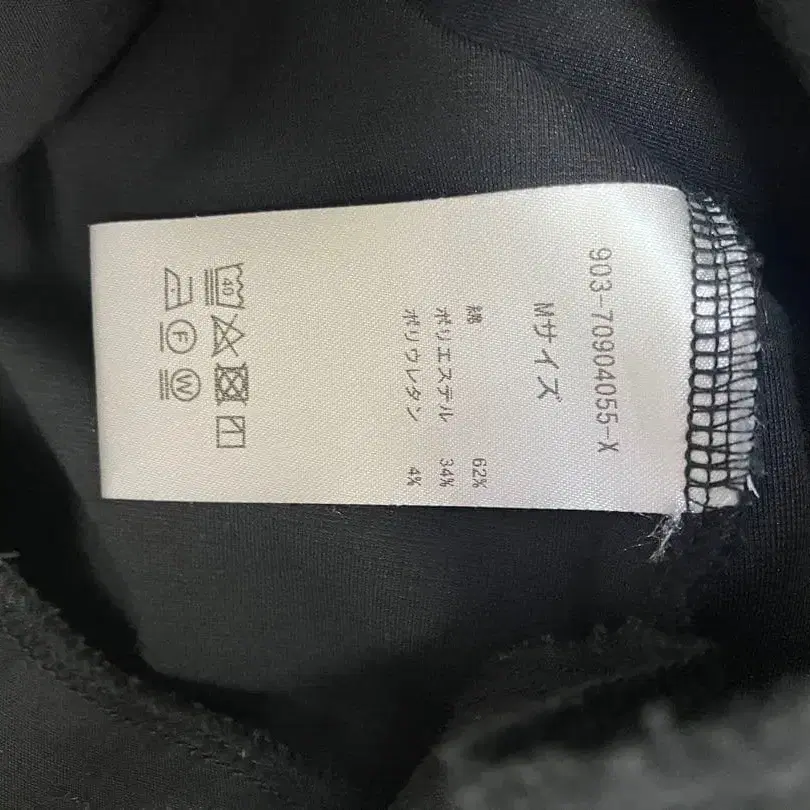 903-70904055-X
Mサイズ
綿 62%
ポリエステル 34%
ポリウレタン 4%
40
F W